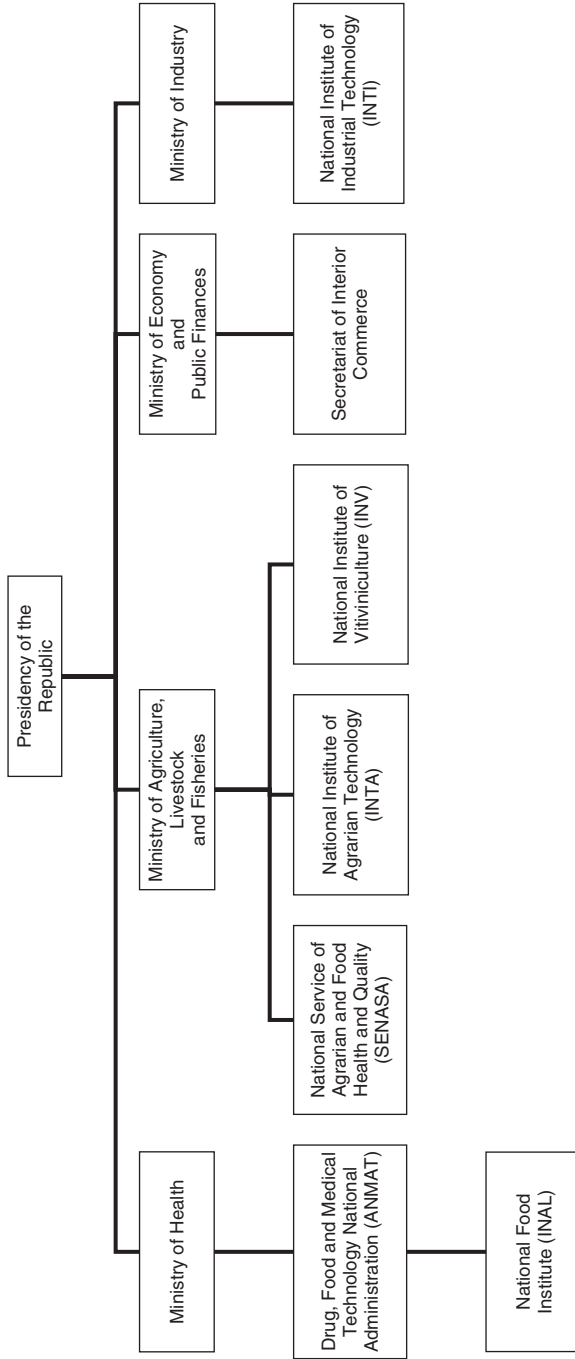 Presidency of the
Republic
Ministry of Health
Ministry of Agriculture,
Livestock
and Fisheries
Ministry of Economy
and
Public Finances
Ministry of Industry
Drug, Food and Medical
Technology National
Administration (ANMAT)
National Service of
Agrarian and Food
Health and Quality
(SENASA)
National Institute of
Agrarian Technology
(INTA)
National Institute of
Vitiviniculture (INV)
Secretariat of Interior
Commerce
National Institute of
Industrial Technology
(INTI)
National Food
Institute (INAL)